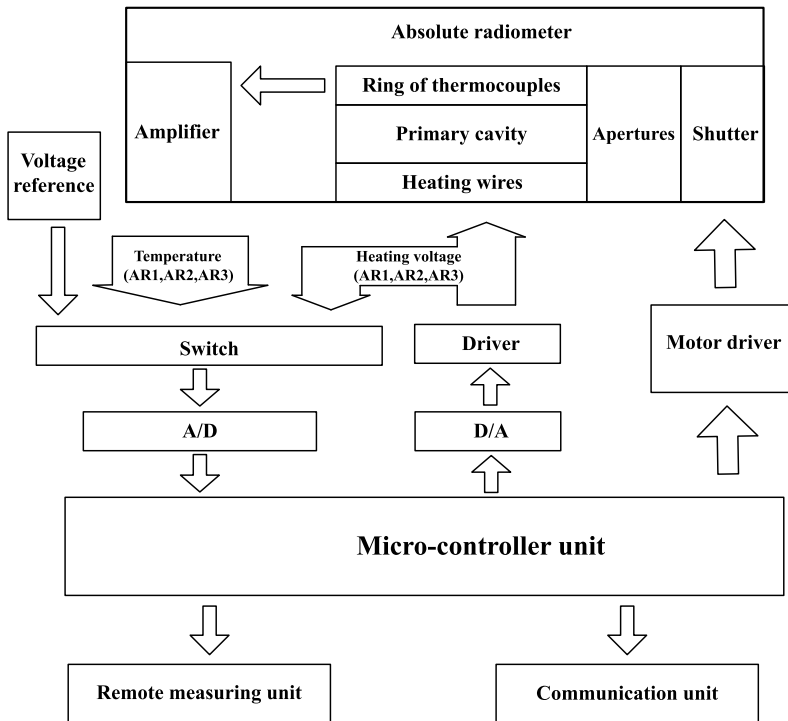 Absolute radiometer
Ring of thermocouples
Amplifier
Primary cavity
Apertures
Shutter
Heating wires
Voltage
reference
Temperature
(AR1,AR2,AR3)
Heating voltage
(AR1,AR2,AR3)
Switch
Driver
Motor driver
A/D
D/A
Micro-controller unit
Remote measuring unit
Communication unit